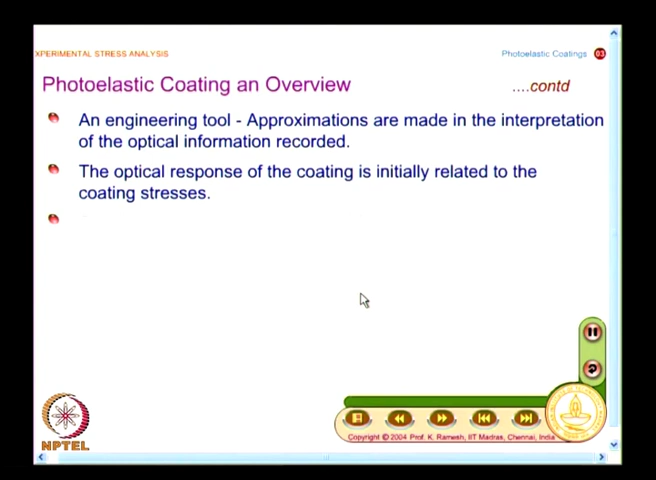 XPERIMENTAL STRESS ANALYSIS
Photoelastic Coatings 03
Photoelastic Coating an Overview
....contd
An engineering tool - Approximations are made in the interpretation
of the optical information recorded.
The optical response of the coating is initially related to the
coating stresses.
NPTEL
Copyright © 2004 Prof. K. Ramesh, IIT Madras, Chennai, India